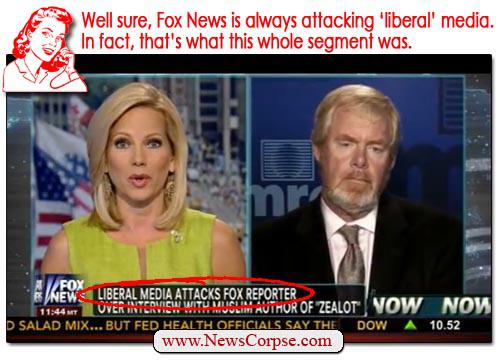 Well sure, Fox News is always attacking 'liberal' media.
In fact, that's what this whole segment was.
mrc
FOX
NEWS
11:44 MT
LIBERAL MEDIA ATTACKS FOX REPORTER
OVER INTERVIEW WITH MUSLIM AUTHOR OF "ZEALOT"
NOW NOW
D SALAD MIX... BUT FED HEALTH OFFICIALS SAY THE
DOW ▲ 10.52
www.NewsCorpse.com